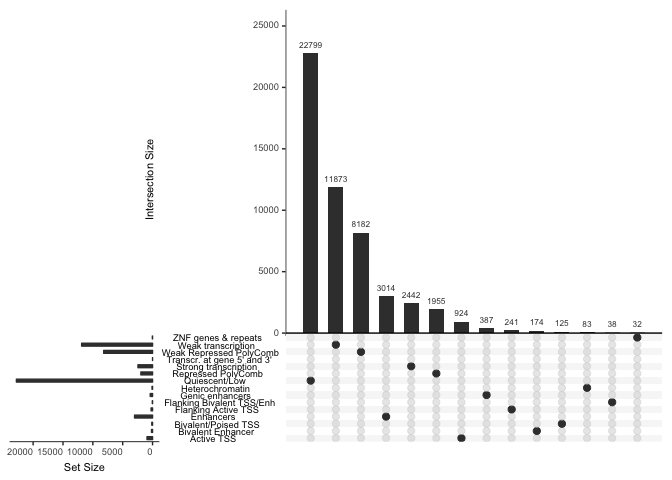 25000
22799
20000
15000
Intersection Size
11873
10000
8182
5000
3014
2442
1955
924
387
241
174
125
83
38
32
0
ZNF genes & repeats
Weak transcription
Weak Repressed PolyComb
Transcr. at gene 5' and 3'
Strong transcription
Repressed PolyComb
Quiescent/Low
Heterochromatin
Genic enhancers
Flanking Bivalent TSS/Enh
Flanking Active TSS
Enhancers
Bivalent/Poised TSS
Bivalent Enhancer
Active TSS
20000 15000 10000 5000 0
Set Size